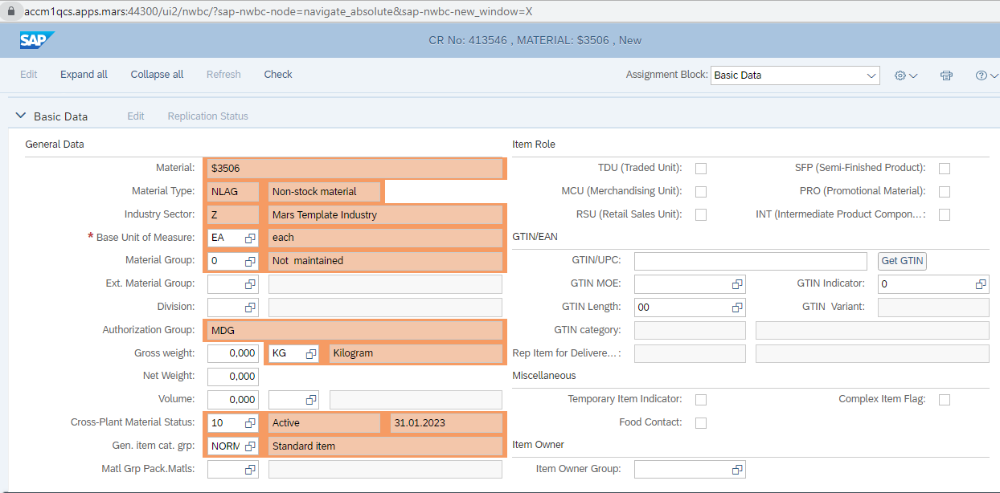 accm1qcs.apps.mars:44300/ui2/nwbc/?sap-nwbc-node=navigate_absolute&sap-nwbc-new_window=X
SAP CR No: 413546 , MATERIAL: $3506 , New
Edit Expand all Collapse all Refresh Check Assignment Block: Basic Data
Basic Data Edit Replication Status
General Data Item Role
Material: $3506 TDU (Traded Unit): SFP (Semi-Finished Product):
Material Type: NLAG Non-stock material MCU (Merchandising Unit): PRO (Promotional Material):
Industry Sector: Z Mars Template Industry RSU (Retail Sales Unit): INT (Intermediate Product Compon... :
* Base Unit of Measure: EA each GTIN/EAN
Material Group: 0 Not maintained GTIN/UPC: Get GTIN
Ext. Material Group: GTIN MOE: GTIN Indicator: 0
Division: GTIN Length: 00 GTIN Variant:
Authorization Group: MDG GTIN category:
Gross weight: 0,000 KG Kilogram Rep Item for Delivere... :
Net Weight: 0,000 Miscellaneous
Volume: 0,000 Temporary Item Indicator: Complex Item Flag:
Cross-Plant Material Status: 10 Active 31.01.2023 Food Contact:
Gen. item cat. grp: NORM Standard item Item Owner
Matl Grp Pack.Matls: Item Owner Group: